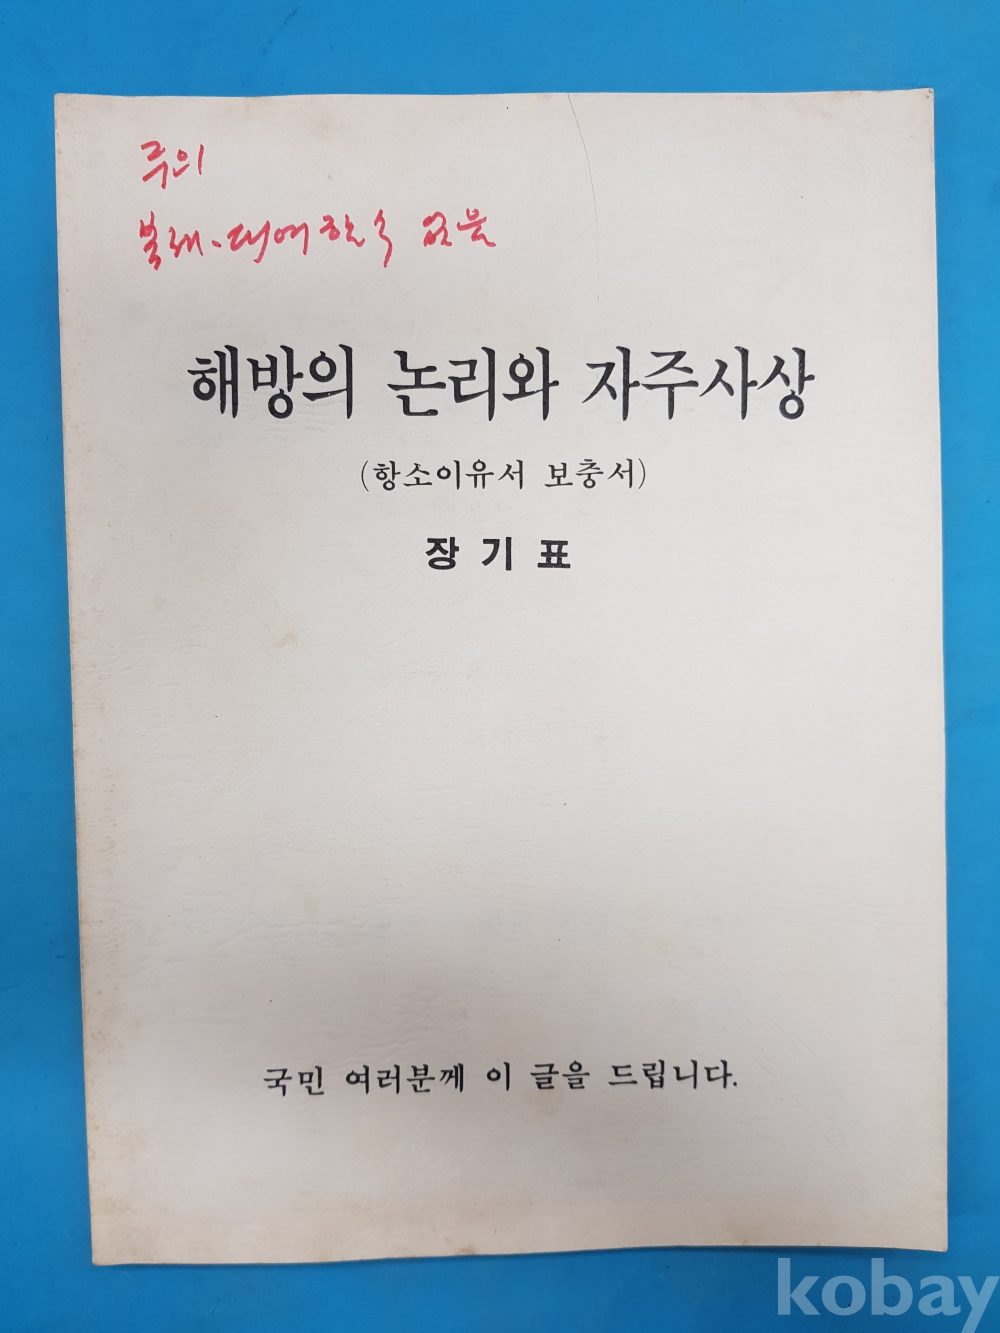 주의
대여할 수 없음
해방의 논리와 자주사상
(항소이유서 보충서)
장기표
국민 여러분께 이 글을 드립니다.
kobay